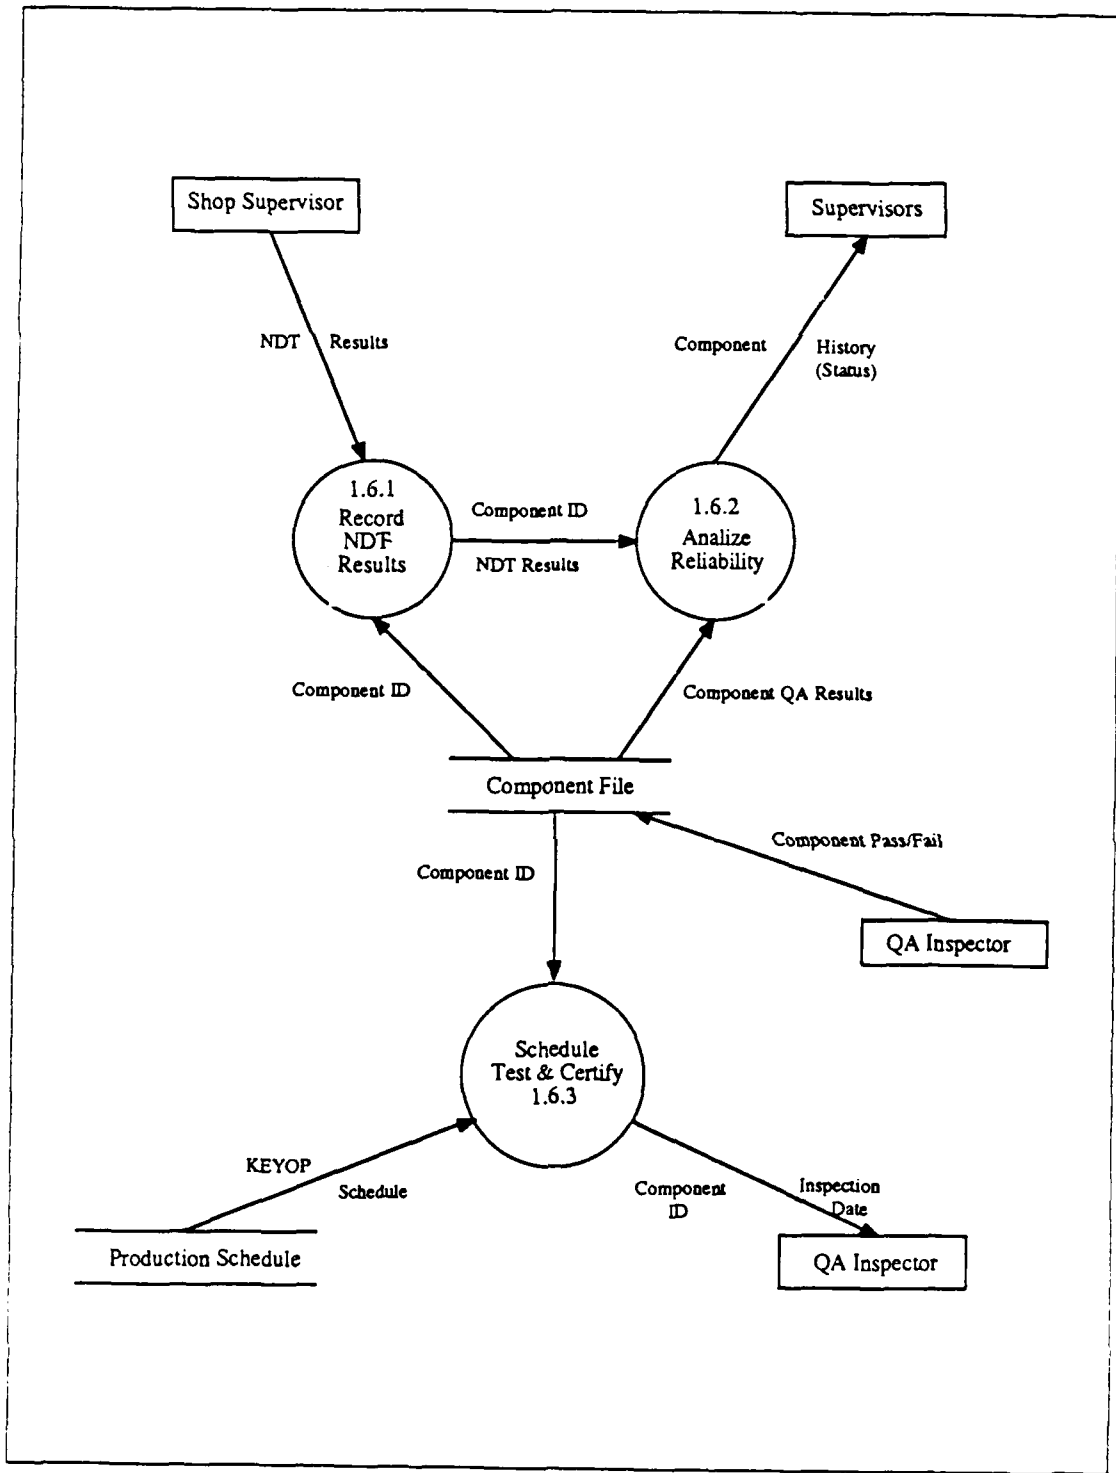 Shop Supervisor
Supervisors
NDT Results
Component History
(Status)
1.6.1
Record
NDT
Results
Component ID
NDT Results
1.6.2
Analize
Reliability
Component ID
Component QA Results
Component File
Component Pass/Fail
Component ID
QA Inspector
Schedule
Test & Certify
1.6.3
KEYOP
Schedule
Component
ID
Inspection
Date
Production Schedule
QA Inspector